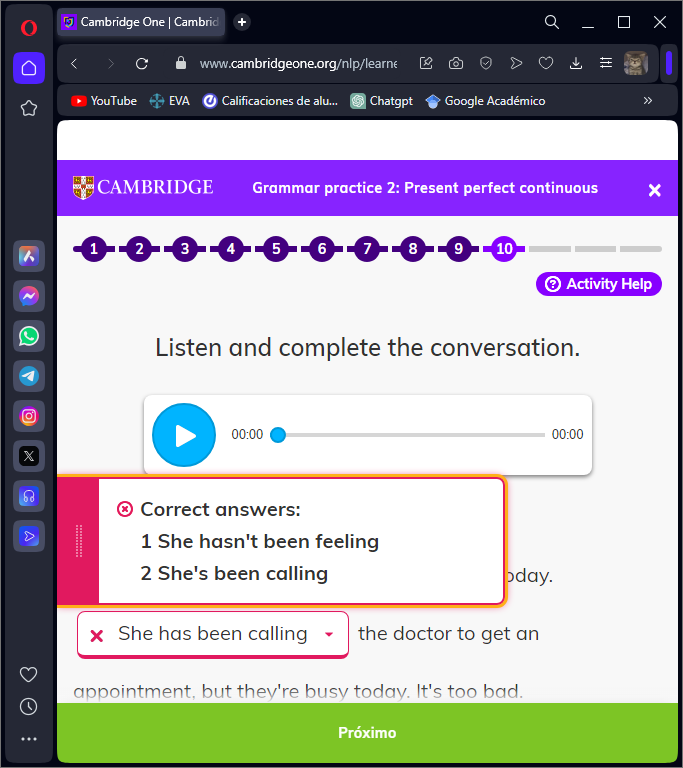 Cambridge One | Cambrid
www.cambridgeone.org/nlp/learne
YouTube EVA Calificaciones de alu... Chatgpt Google Académico »
CAMBRIDGE Grammar practice 2: Present perfect continuous
1 2 3 4 5 6 7 8 9 10
Activity Help
Listen and complete the conversation.
00:00 00:00
Correct answers:
1 She hasn't been feeling
2 She's been calling
oday.
She has been calling the doctor to get an
appointment, but they're busy today. It's too bad.
Próximo